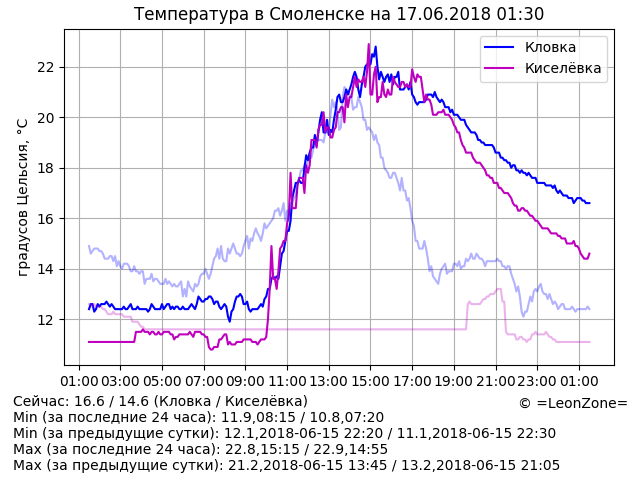 Температура в Смоленске на 17.06.2018 01:30
Кловка
Киселёвка
градусов Цельсия, °C
22
20
18
16
14
12
01:00 03:00 05:00 07:00 09:00 11:00 13:00 15:00 17:00 19:00 21:00 23:00 01:00
Сейчас: 16.6 / 14.6 (Кловка / Киселёвка)
© =LeonZone=
Min (за последние 24 часа): 11.9,08:15 / 10.8,07:20
Min (за предыдущие сутки): 12.1,2018-06-15 22:20 / 11.1,2018-06-15 22:30
Max (за последние 24 часа): 22.8,15:15 / 22.9,14:55
Max (за предыдущие сутки): 21.2,2018-06-15 13:45 / 13.2,2018-06-15 21:05